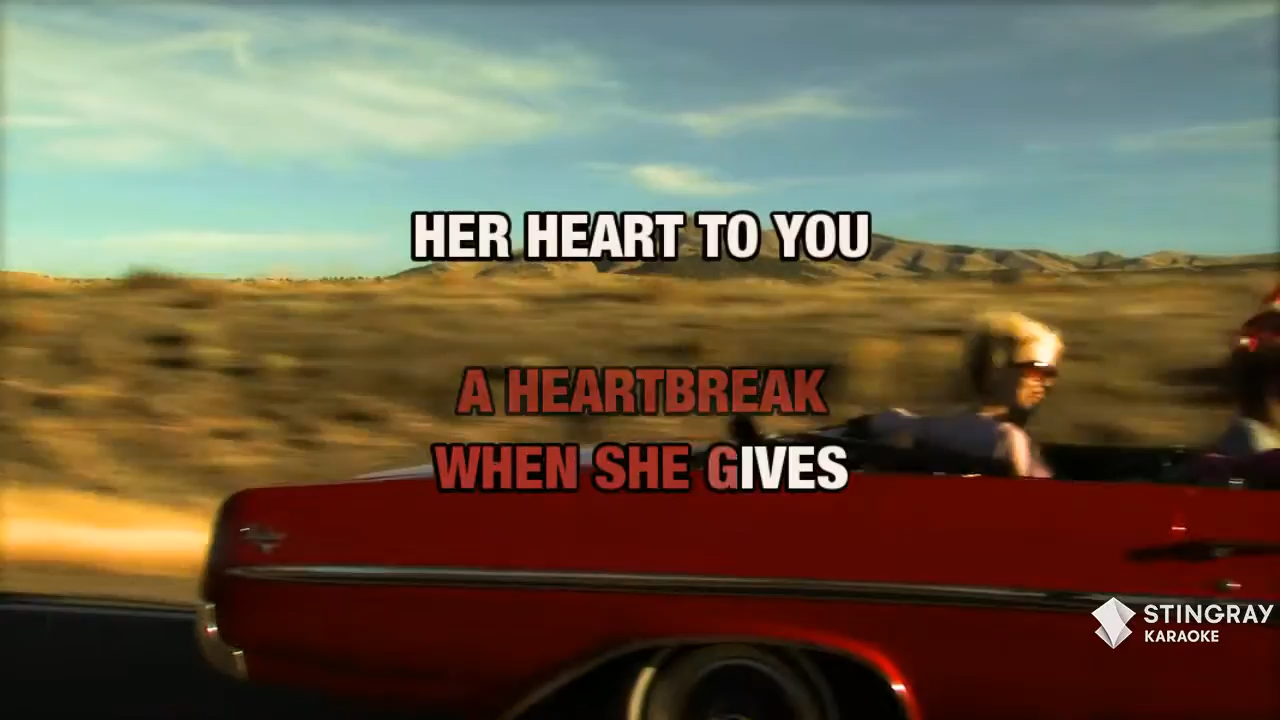 HER HEART TO YOU
A HEARTBREAK
WHEN SHE GIVES
STINGRAY
KARAOKE